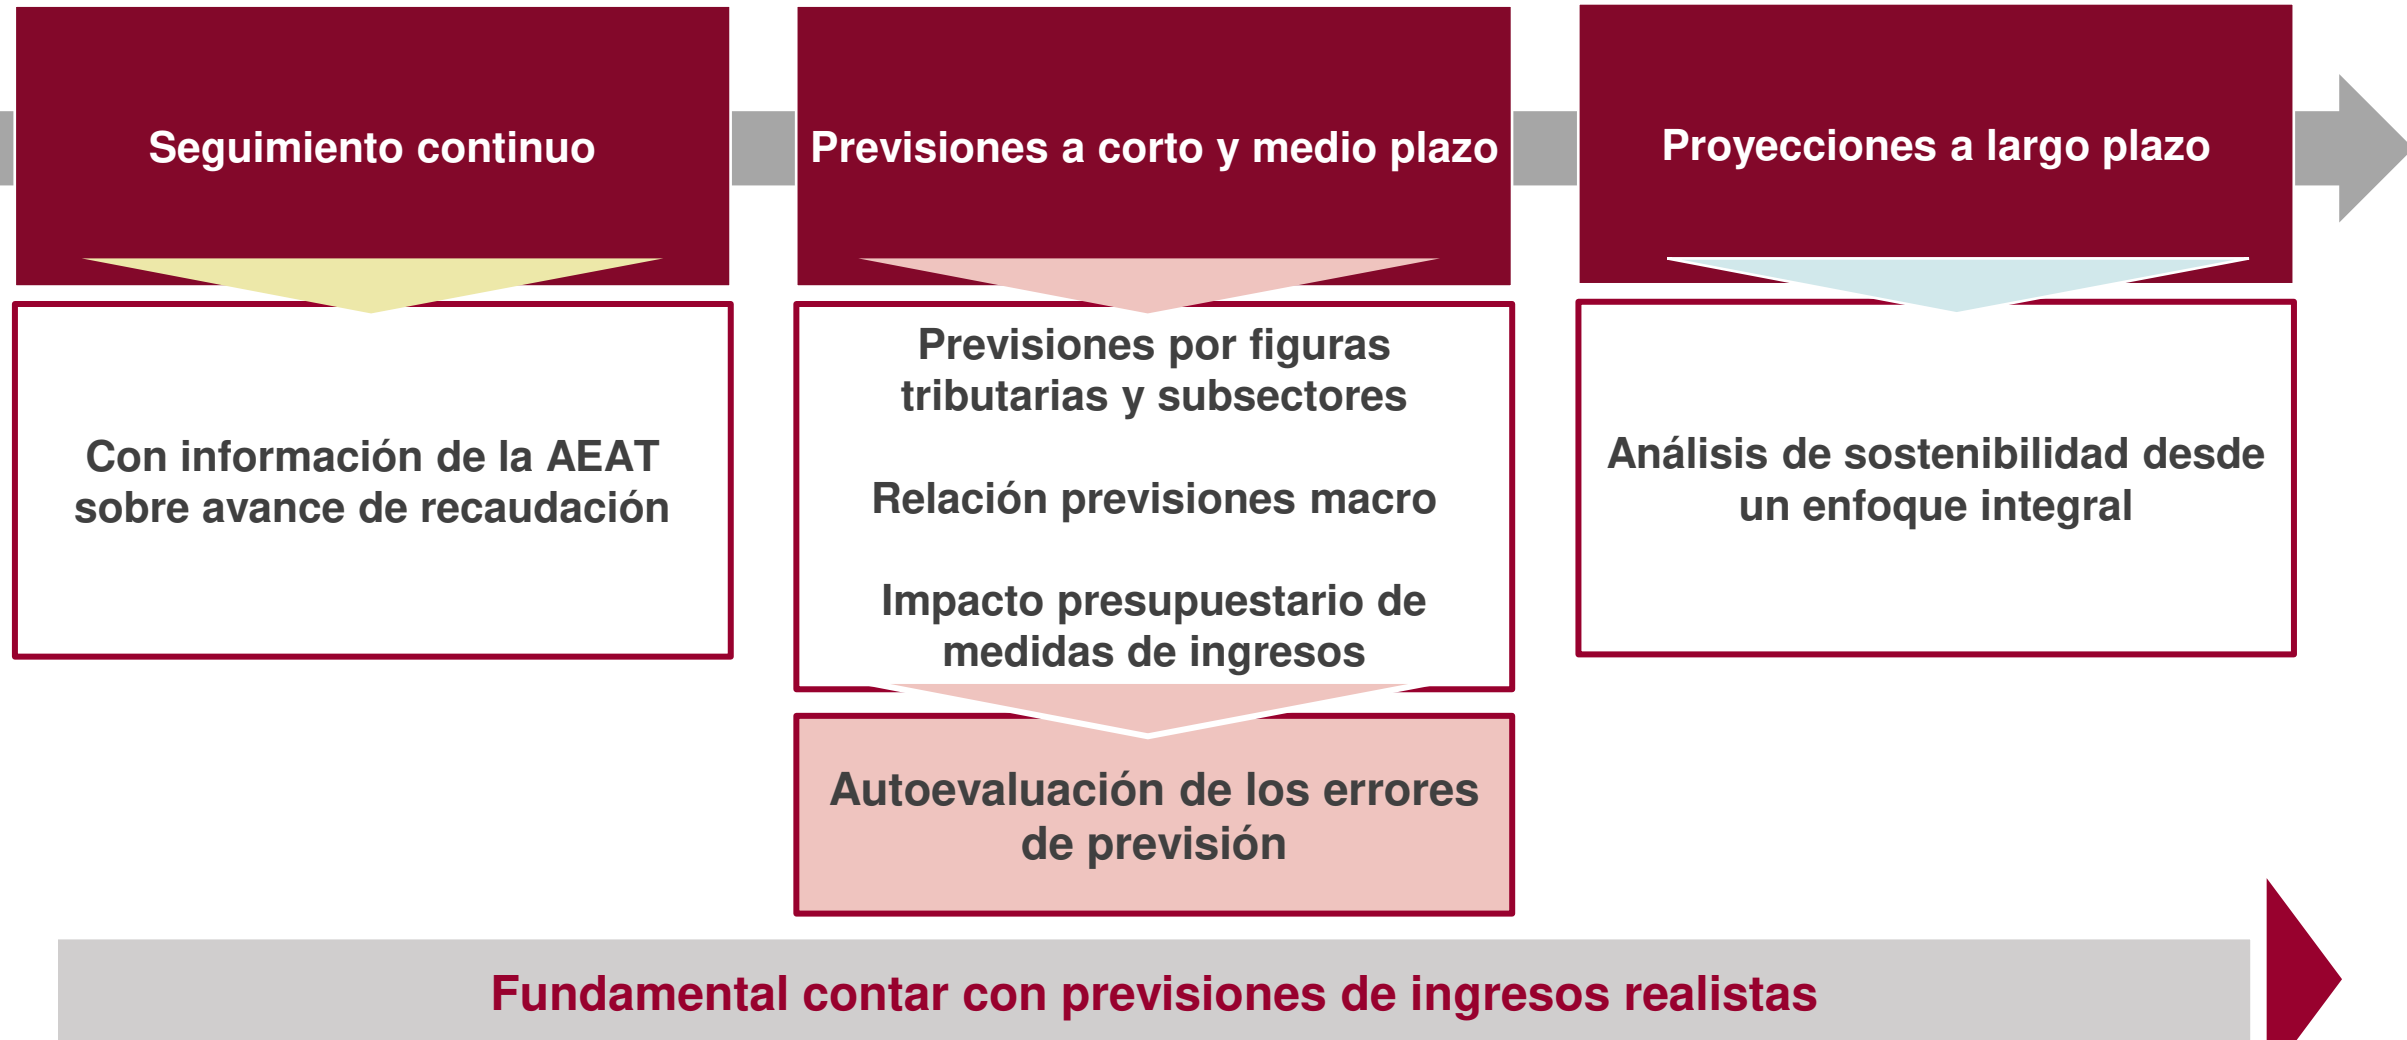 Seguimiento continuo
Previsiones a corto y medio plazo
Proyecciones a largo plazo
Con información de la AEAT
sobre avance de recaudación
Previsiones por figuras
tributarias y subsectores
Relación previsiones macro
Impacto presupuestario de
medidas de ingresos
Análisis de sostenibilidad desde
un enfoque integral
Autoevaluación de los errores
de previsión
Fundamental contar con previsiones de ingresos realistas